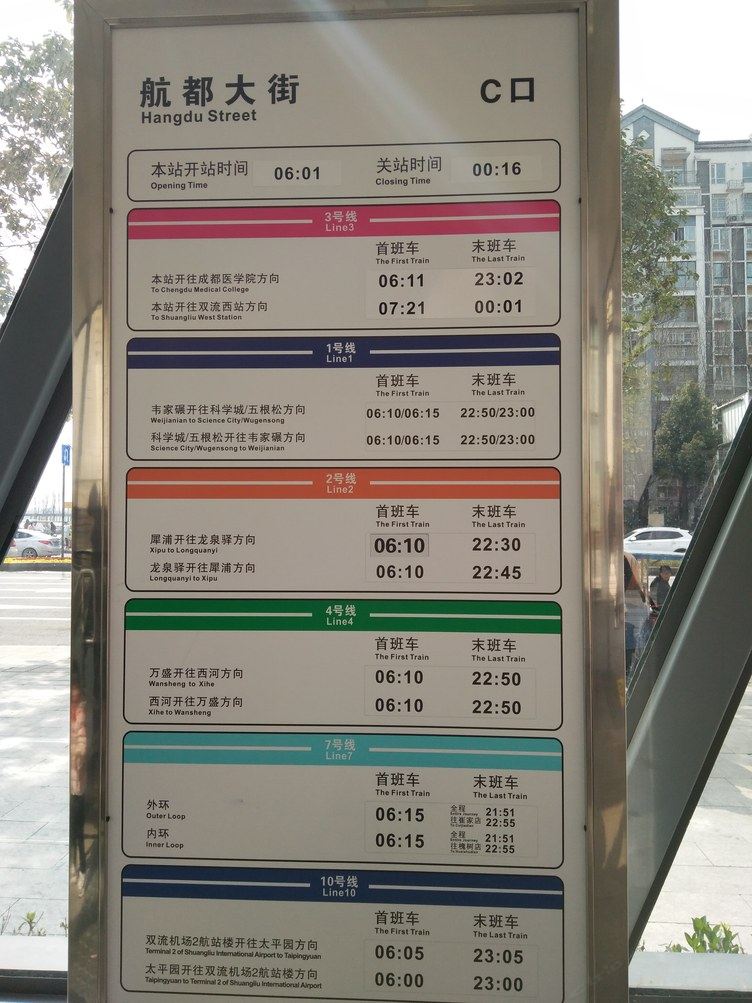 航都大街 C口
Hangdu Street
本站开站时间 06:01 关站时间 00:16
Opening Time Closing Time
3号线
Line3
首班车 末班车
The First Train The Last Train
本站开往成都医学院方向 06:11 23:02
To Chengdu Medical College
本站开往双流西站方向 07:21 00:01
To Shuangliu West Station
1号线
Line1
首班车 末班车
The First Train The Last Train
韦家碾开往科学城/五根松方向 06:10/06:15 22:50/23:00
Weijianian to Science City/Wugensong
科学城/五根松开往韦家碾方向 06:10/06:15 22:50/23:00
Science City/Wugensong to Weijianian
2号线
Line2
首班车 末班车
The First Train The Last Train
犀浦开往龙泉驿方向 06:10 22:30
Xipu to Longquanyi
龙泉驿开往犀浦方向 06:10 22:45
Longquanyi to Xipu
4号线
Line4
首班车 末班车
The First Train The Last Train
万盛开往西河方向 06:10 22:50
Wansheng to Xihe
西河开往万盛方向 06:10 22:50
Xihe to Wansheng
7号线
Line7
首班车 末班车
The First Train The Last Train
外环 06:15 全程 21:51
Outer Loop Entire Journey
往崔家店 22:55
To Cuijiadian
内环 06:15 全程 21:51
Inner Loop Entire Journey
往槐树店 22:55
To Huaishudian
10号线
Line10
首班车 末班车
The First Train The Last Train
双流机场2航站楼开往太平园方向 06:05 23:05
Terminal 2 of Shuangliu International Airport to Taipingyuan
太平园开往双流机场2航站楼方向 06:00 23:00
Taipingyuan to Terminal 2 of Shuangliu International Airport